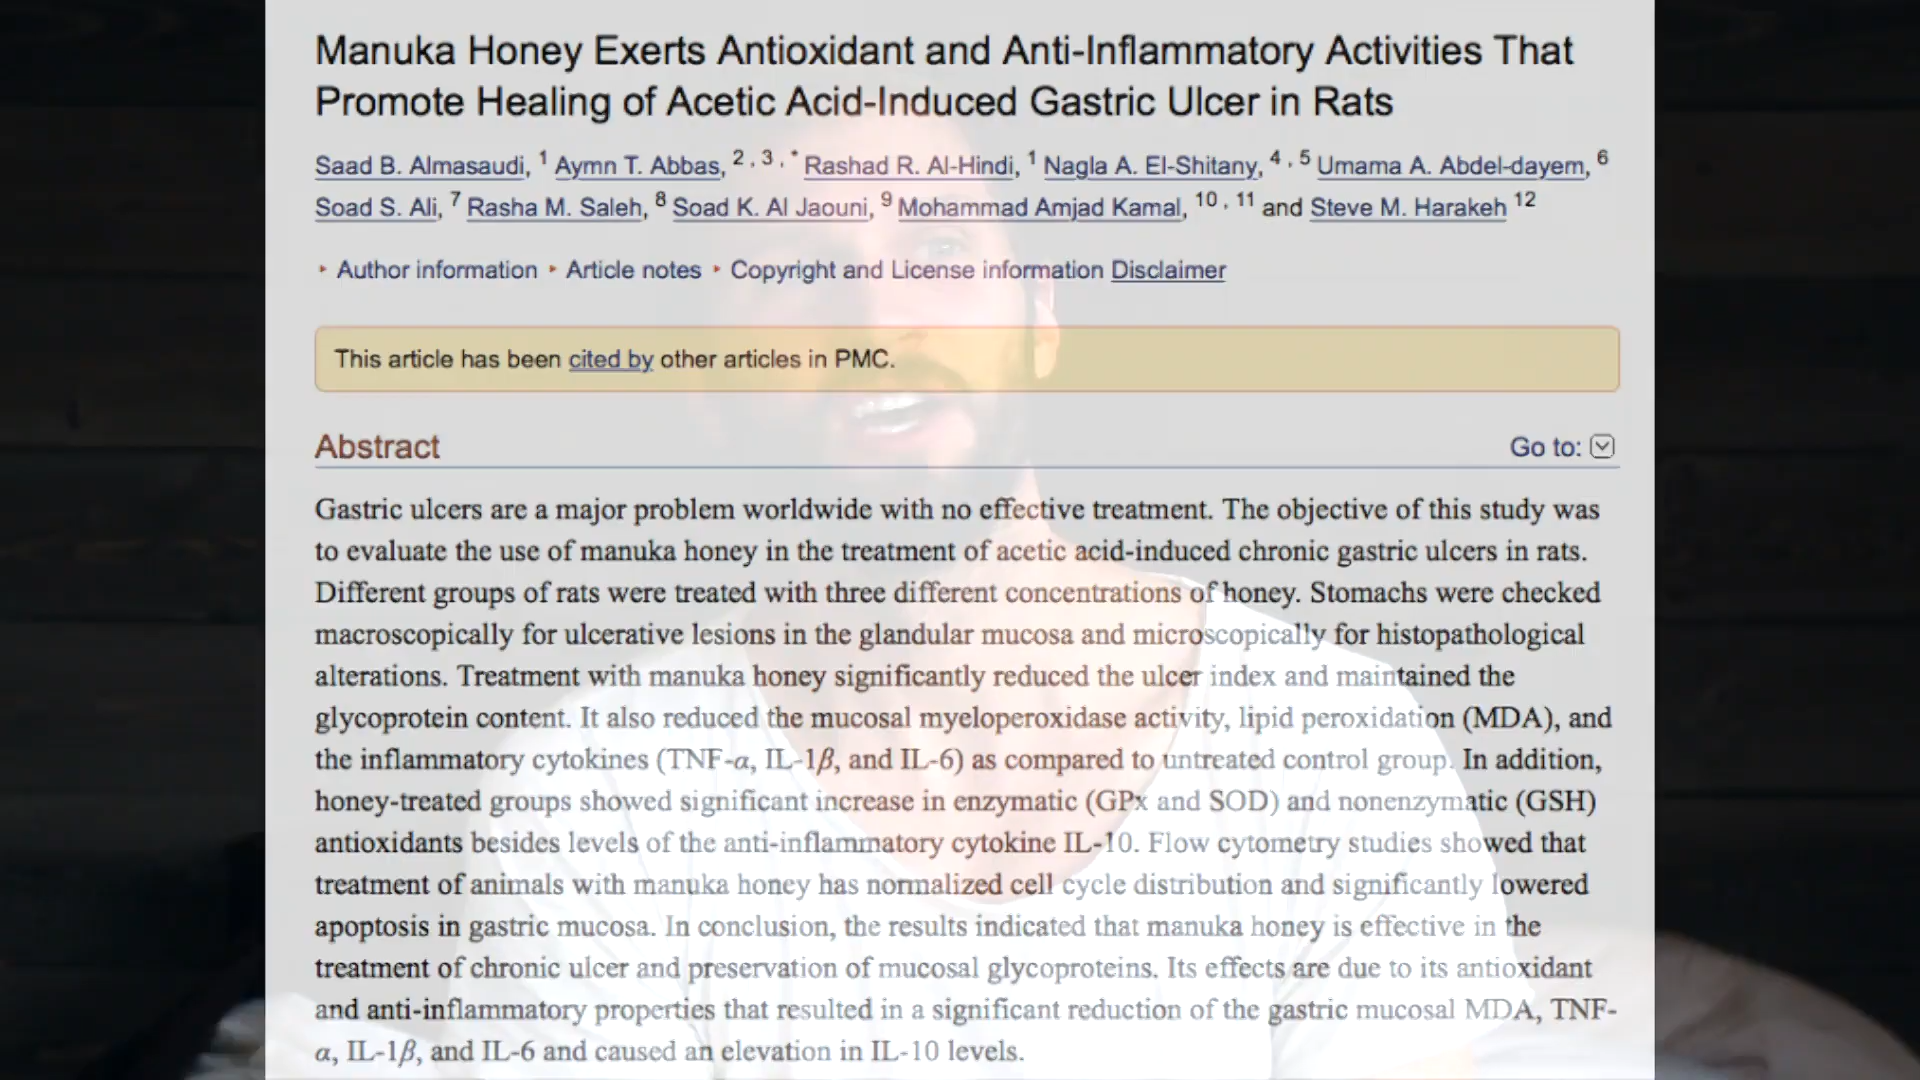 Manuka Honey Exerts Antioxidant and Anti-Inflammatory Activities That
Promote Healing of Acetic Acid-Induced Gastric Ulcer in Rats
Saad B. Almasaudi, 1 Aymn T. Abbas, 2 , 3 , * Rashad R. Al-Hindi, 1 Nagla A. El-Shitany, 4 , 5 Umama A. Abdel-dayem, 6
Soad S. Ali, 7 Rasha M. Saleh, 8 Soad K. Al Jaouni, 9 Mohammad Amjad Kamal, 10 , 11 and Steve M. Harakeh 12
‣ Author information ‣ Article notes ‣ Copyright and License information Disclaimer
This article has been cited by other articles in PMC.
Abstract Go to:
Gastric ulcers are a major problem worldwide with no effective treatment. The objective of this study was
to evaluate the use of manuka honey in the treatment of acetic acid-induced chronic gastric ulcers in rats.
Different groups of rats were treated with three different concentrations of honey. Stomachs were checked
macroscopically for ulcerative lesions in the glandular mucosa and microscopically for histopathological
alterations. Treatment with manuka honey significantly reduced the ulcer index and maintained the
glycoprotein content. It also reduced the mucosal myeloperoxidase activity, lipid peroxidation (MDA), and
the inflammatory cytokines (TNF-α, IL-1β, and IL-6) as compared to untreated control group. In addition,
honey-treated groups showed significant increase in enzymatic (GPx and SOD) and nonenzymatic (GSH)
antioxidants besides levels of the anti-inflammatory cytokine IL-10. Flow cytometry studies showed that
treatment of animals with manuka honey has normalized cell cycle distribution and significantly lowered
apoptosis in gastric mucosa. In conclusion, the results indicated that manuka honey is effective in the
treatment of chronic ulcer and preservation of mucosal glycoproteins. Its effects are due to its antioxidant
and anti-inflammatory properties that resulted in a significant reduction of the gastric mucosal MDA, TNF-
α, IL-1β, and IL-6 and caused an elevation in IL-10 levels.